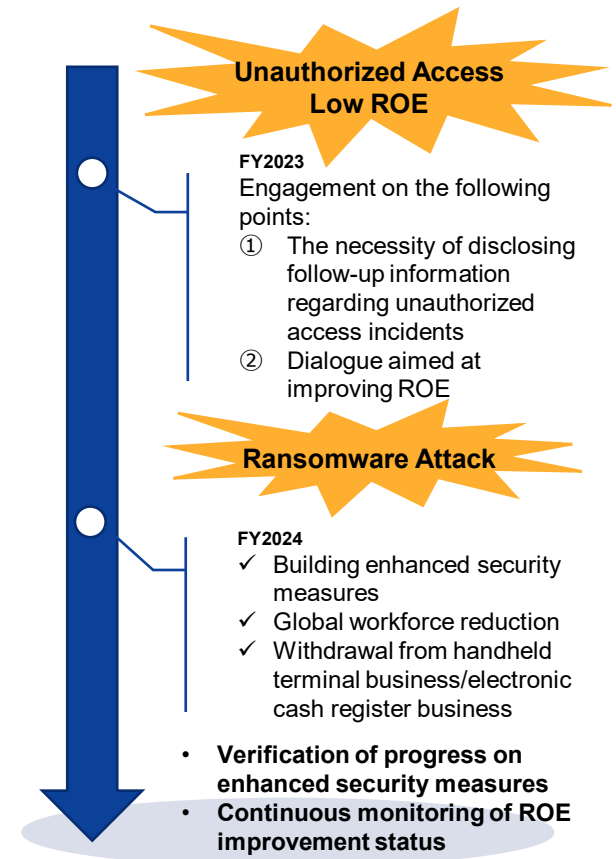 Unauthorized Access
Low ROE
FY2023
Engagement on the following
points:
① The necessity of disclosing
follow-up information
regarding unauthorized
access incidents
② Dialogue aimed at
improving ROE
Ransomware Attack
FY2024
✓ Building enhanced security
measures
✓ Global workforce reduction
✓ Withdrawal from handheld
terminal business/electronic
cash register business
• Verification of progress on
enhanced security measures
• Continuous monitoring of ROE
improvement status